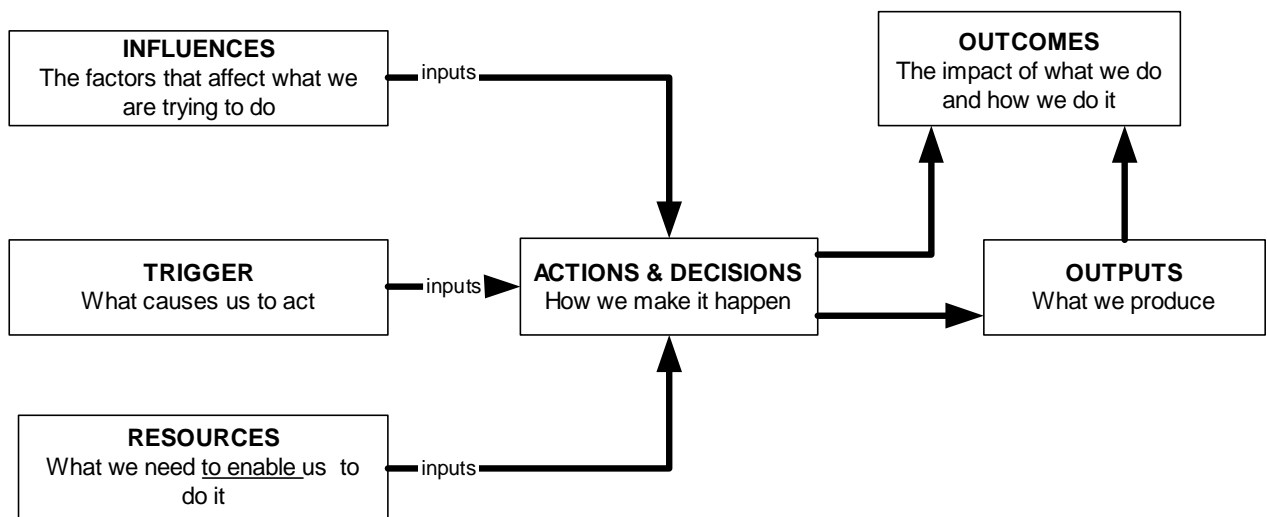 INFLUENCES
The factors that affect what we
are trying to do
inputs
OUTCOMES
The impact of what we do
and how we do it
TRIGGER
What causes us to act
inputs
ACTIONS & DECISIONS
How we make it happen
OUTPUTS
What we produce
RESOURCES
What we need to enable us to
do it
inputs